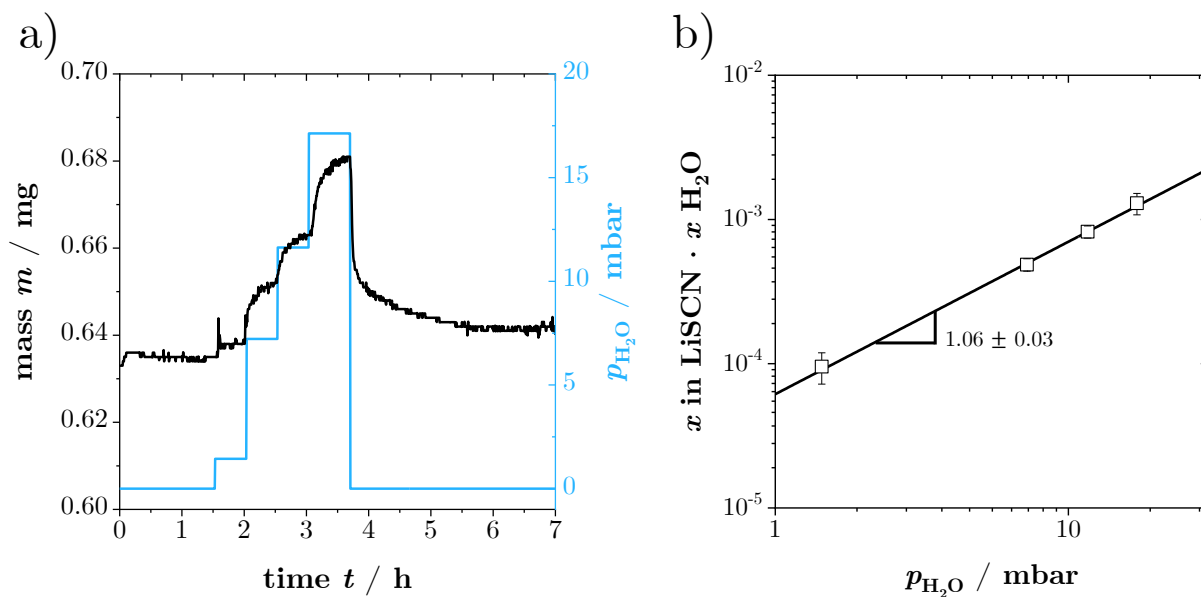 a)
0.70
0.68
0.66
0.64
0.62
0.60
mass m / mg
0 1 2 3 4 5 6 7
time t / h
20
15
10
5
0
pH₂O / mbar
b)
10⁻²
10⁻³
10⁻⁴
10⁻⁵
x in LiSCN · x H₂O
1.06 ± 0.03
1 10
pH₂O / mbar